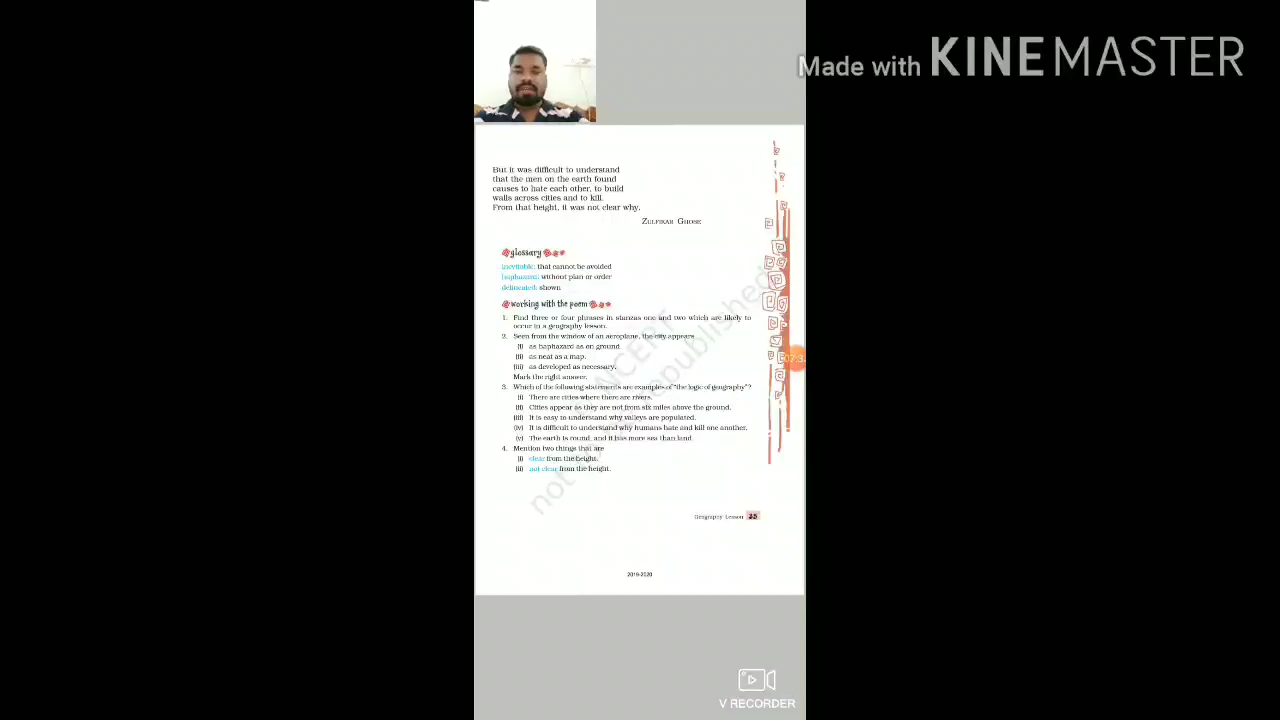 Made with KINEMASTER
But it was difficult to understand
that the men on the earth found
causes to hate each other, to build
walls across cities and to kill.
From that height, it was not clear why.
ZULFIKAR GHOSE
glossary
inevitable: that cannot be avoided
haphazard: without plan or order
delineated: shown
working with the poem
1. Find three or four phrases in stanzas one and two which are likely to
occur in a geography lesson.
2. Seen from the window of an aeroplane, the city appears
(i) as haphazard as on ground.
(ii) as neat as a map.
(iii) as developed as necessary.
Mark the right answer.
3. Which of the following statements are examples of “the logic of geography”?
(i) There are cities where there are rivers.
(ii) Cities appear as they are not from six miles above the ground.
(iii) It is easy to understand why valleys are populated.
(iv) It is difficult to understand why humans hate and kill one another.
(v) The earth is round, and it has more sea than land.
4. Mention two things that are
(i) clear from the height.
(ii) not clear from the height.
NCERT
not republished
07:3
Geography Lesson 35
2019-2020
V RECORDER